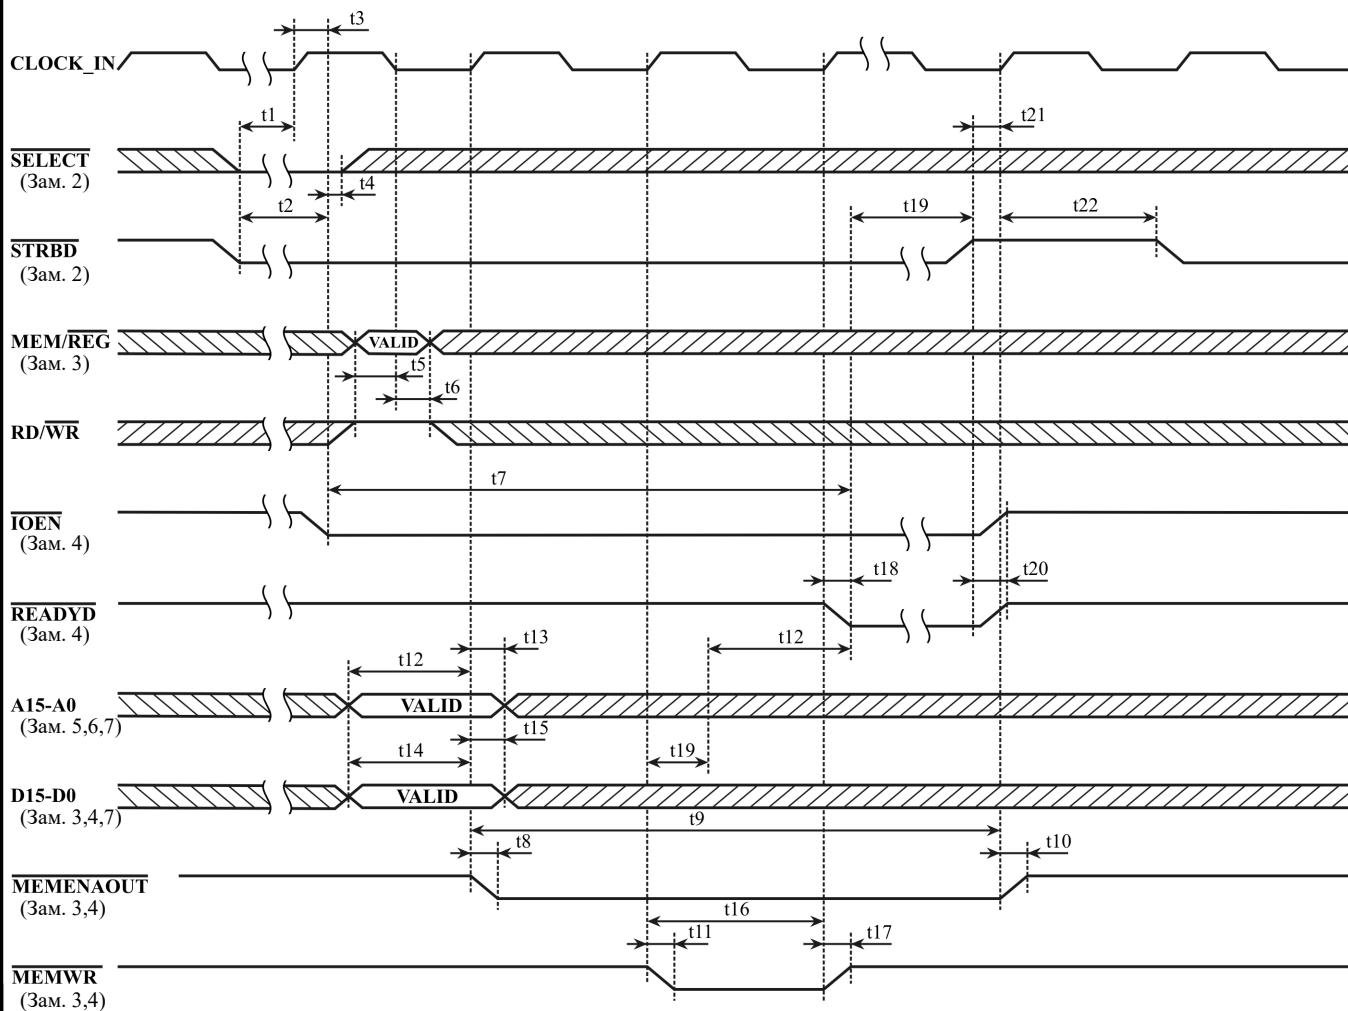 t3
CLOCK_IN
t1
t21
SELECT
(Зам. 2)
t4
t2
t19
t22
STRBD
(Зам. 2)
MEM/REG
VALID
(Зам. 3)
t5
t6
RD/WR
t7
IOEN
(Зам. 4)
t18
t20
READYD
(Зам. 4)
t13
t12
t12
A15-A0
VALID
(Зам. 5,6,7)
t15
t14
t19
D15-D0
VALID
(Зам. 3,4,7)
t9
t8
t10
MEMENAOUT
(Зам. 3,4)
t16
t11
t17
MEMWR
(Зам. 3,4)